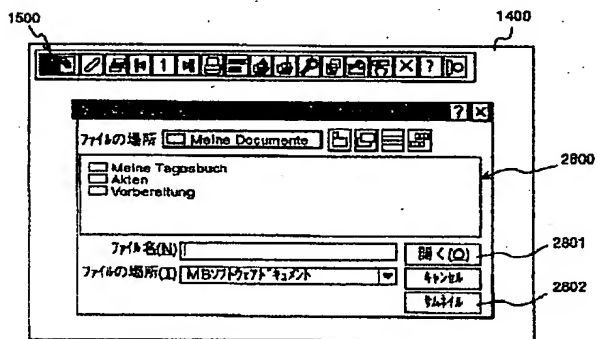 1500
1400
1
?
?
ファイルの場所 Meine Documente
Meine Tagosbuch
Akten
Vorbereitung
2800
ファイル名(N)
開く(O)
2801
ファイルの場所(I) MBソフトウェアドキュメント
キャンセル
2802
サムネイル